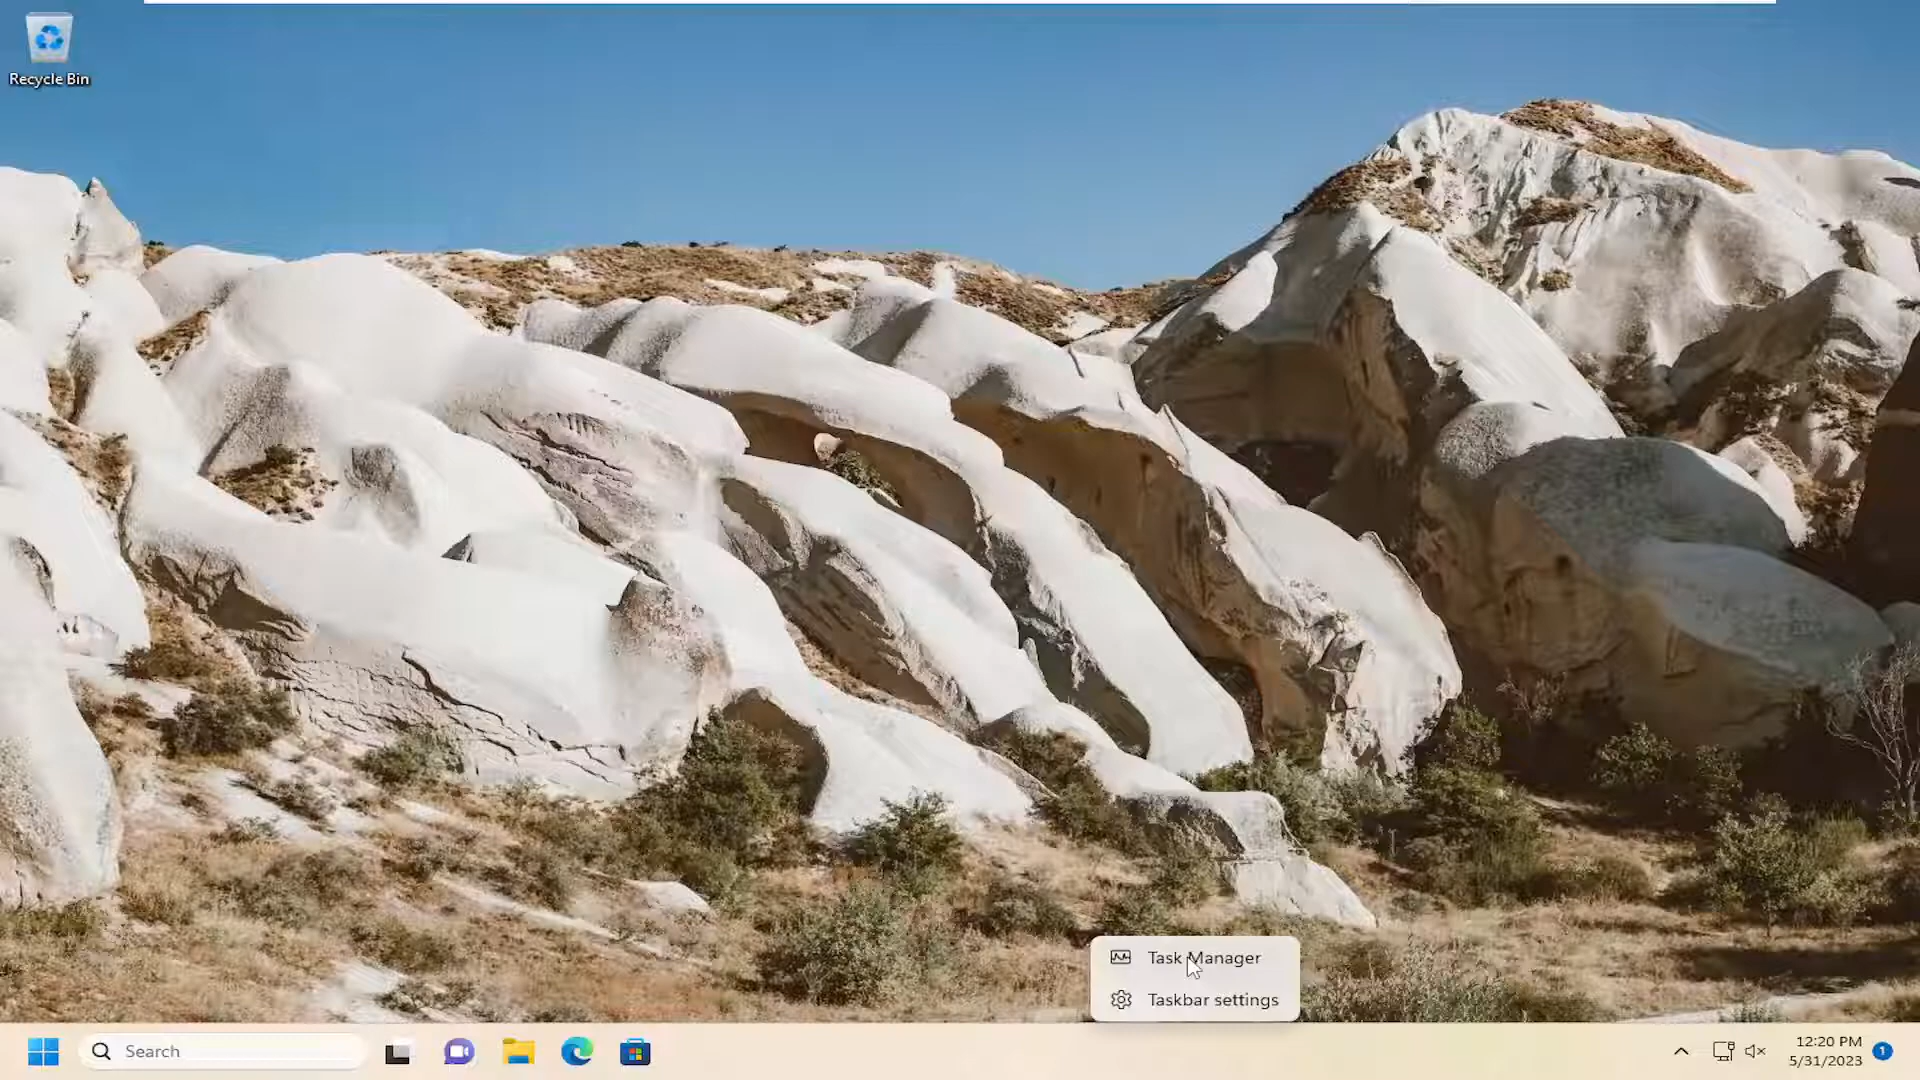 Recycle Bin
Task Manager
Taskbar settings
Search
12:20 PM
5/31/2023
1